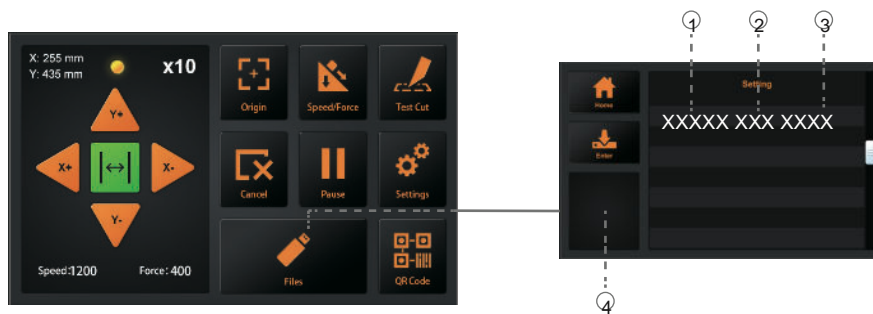 X: 255 mm
Y: 435 mm
x10
Y+
X+
X-
Y-
Speed:1200
Force: 400
Origin
Speed/Force
Test Cut
Cancel
Pause
Settings
Files
QR Code
1
2
3
Home
Setting
XXXXX XXX XXXX
Enter
4